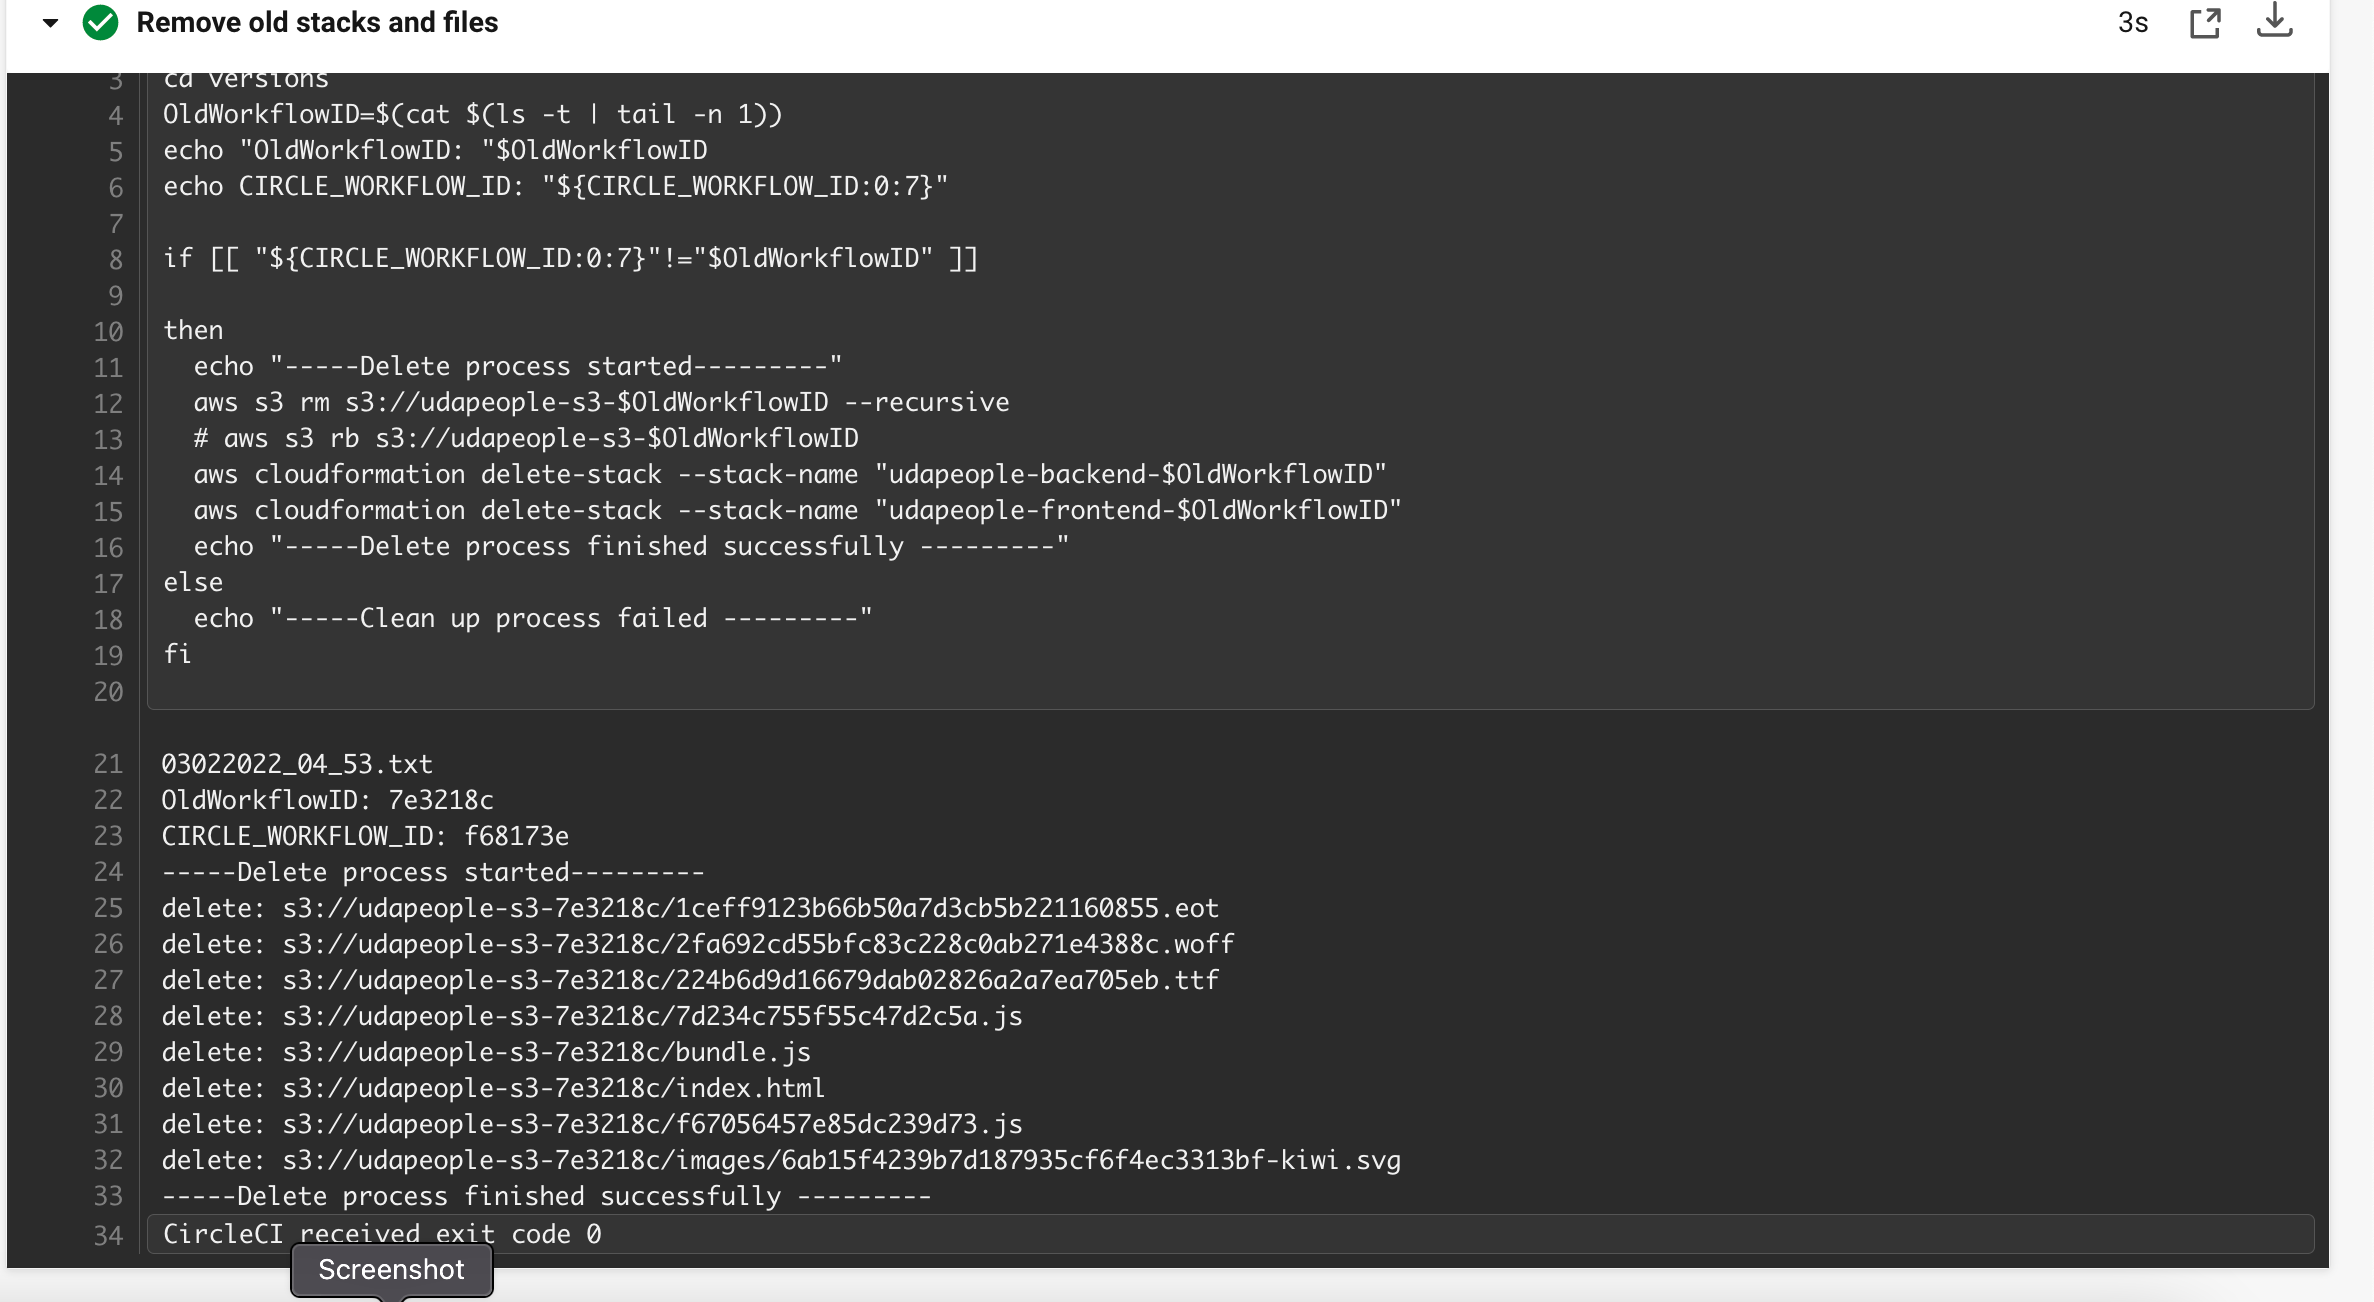 Remove old stacks and files
3s
3 cd versions
4 OldWorkflowID=$(cat $(ls -t | tail -n 1))
5 echo "OldWorkflowID: "$OldWorkflowID
6 echo CIRCLE_WORKFLOW_ID: "${CIRCLE_WORKFLOW_ID:0:7}"
7
8 if [[ "${CIRCLE_WORKFLOW_ID:0:7}"!="$OldWorkflowID" ]]
9
10 then
11   echo "-----Delete process started---------"
12   aws s3 rm s3://udapeople-s3-$OldWorkflowID --recursive
13   # aws s3 rb s3://udapeople-s3-$OldWorkflowID
14   aws cloudformation delete-stack --stack-name "udapeople-backend-$OldWorkflowID"
15   aws cloudformation delete-stack --stack-name "udapeople-frontend-$OldWorkflowID"
16   echo "-----Delete process finished successfully ---------"
17 else
18   echo "-----Clean up process failed ---------"
19 fi
20
21 03022022_04_53.txt
22 OldWorkflowID: 7e3218c
23 CIRCLE_WORKFLOW_ID: f68173e
24 -----Delete process started---------
25 delete: s3://udapeople-s3-7e3218c/1ceff9123b66b50a7d3cb5b221160855.eot
26 delete: s3://udapeople-s3-7e3218c/2fa692cd55bfc83c228c0ab271e4388c.woff
27 delete: s3://udapeople-s3-7e3218c/224b6d9d16679dab02826a2a7ea705eb.ttf
28 delete: s3://udapeople-s3-7e3218c/7d234c755f55c47d2c5a.js
29 delete: s3://udapeople-s3-7e3218c/bundle.js
30 delete: s3://udapeople-s3-7e3218c/index.html
31 delete: s3://udapeople-s3-7e3218c/f67056457e85dc239d73.js
32 delete: s3://udapeople-s3-7e3218c/images/6ab15f4239b7d187935cf6f4ec3313bf-kiwi.svg
33 -----Delete process finished successfully ---------
34 CircleCI received exit code 0
Screenshot